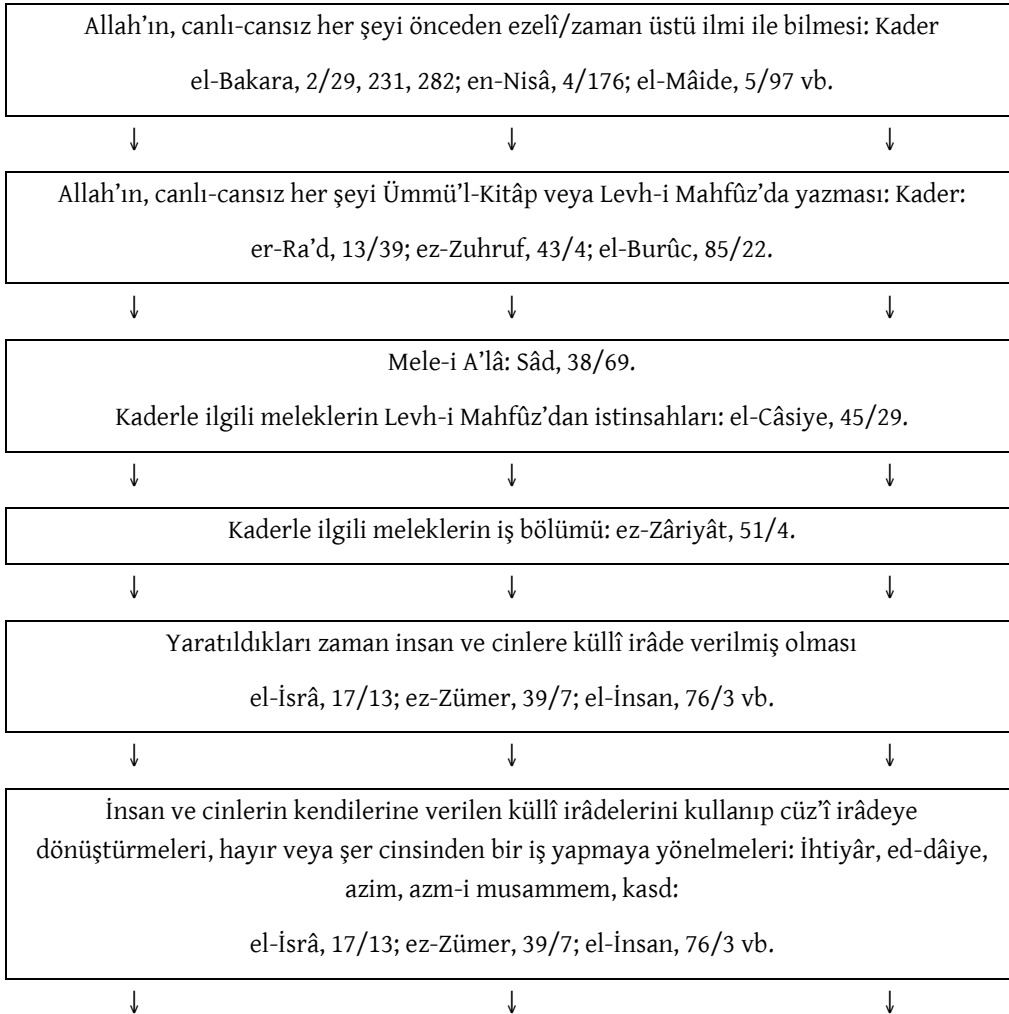 Allah’ın, canlı-cansız her şeyi önceden ezelî/zaman üstü ilmi ile bilmesi: Kader
el-Bakara, 2/29, 231, 282; en-Nisâ, 4/176; el-Mâide, 5/97 vb.
↓ ↓ ↓
Allah’ın, canlı-cansız her şeyi Ümmü’l-Kitâp veya Levh-i Mahfûz’da yazması: Kader:
er-Ra’d, 13/39; ez-Zuhruf, 43/4; el-Burûc, 85/22.
↓ ↓ ↓
Mele-i A’lâ: Sâd, 38/69.
Kaderle ilgili meleklerin Levh-i Mahfûz’dan istinsahları: el-Câsiye, 45/29.
↓ ↓ ↓
Kaderle ilgili meleklerin iş bölümü: ez-Zâriyât, 51/4.
↓ ↓ ↓
Yaratıldıkları zaman insan ve cinlere küllî irâde verilmiş olması
el-İsrâ, 17/13; ez-Zümer, 39/7; el-İnsan, 76/3 vb.
↓ ↓ ↓
İnsan ve cinlerin kendilerine verilen küllî irâdelerini kullanıp cüz’î irâdeye
dönüştürmeleri, hayır veya şer cinsinden bir iş yapmaya yönelmeleri: İhtiyâr, ed-dâiye,
azim, azm-i musammem, kasd:
el-İsrâ, 17/13; ez-Zümer, 39/7; el-İnsan, 76/3 vb.
↓ ↓ ↓